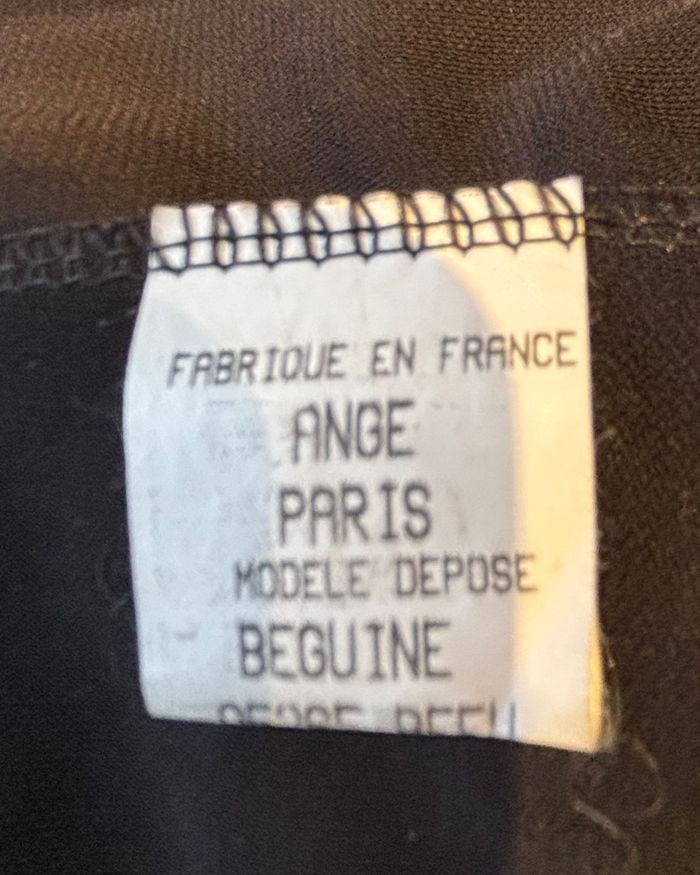 FABRIQUE EN FRANCE
ANGE
PARIS
MODELE DEPOSE
BEGUINE